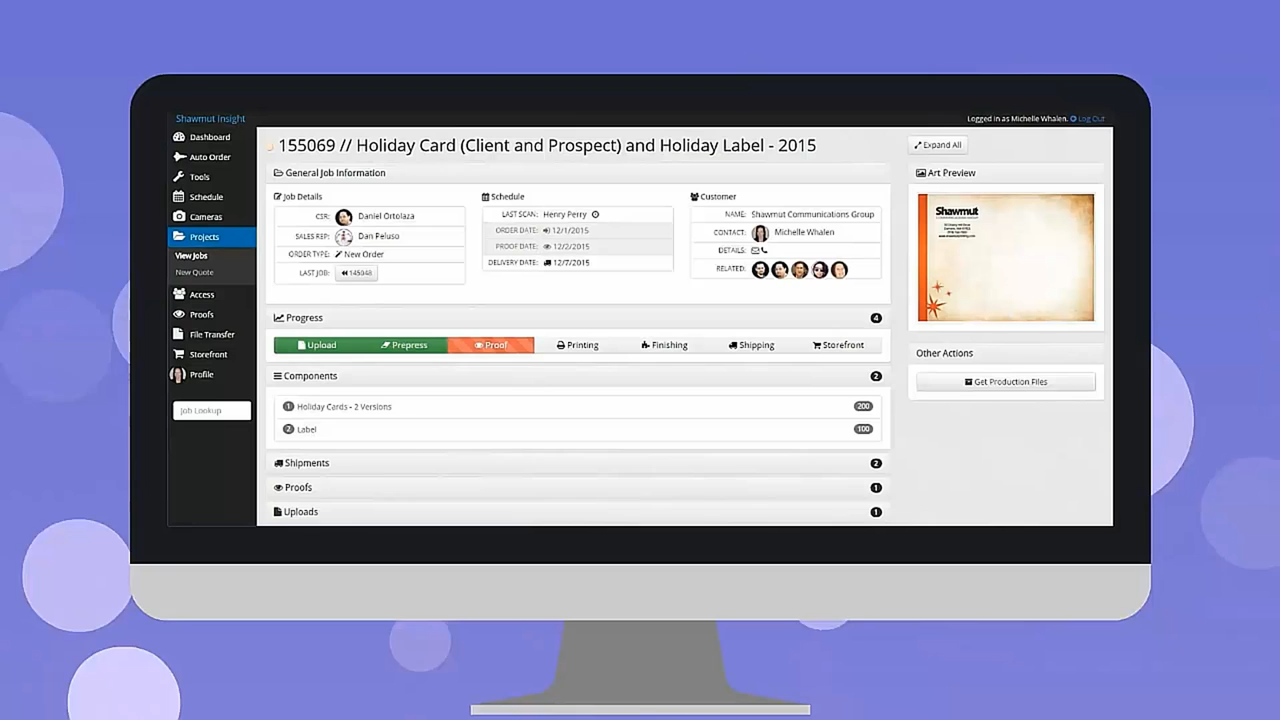 Shawmut Insight
Logged in as Michelle Whalen. Log Out
Dashboard
Auto Order
Tools
Schedule
Cameras
Projects
View Jobs
New Quote
Access
Proofs
File Transfer
Storefront
Profile
Job Lookup
155069 // Holiday Card (Client and Prospect) and Holiday Label - 2015
Expand All
General Job Information
Job Details
CSR: Daniel Ortolaza
SALES REP: Dan Peluso
ORDER TYPE: New Order
LAST JOB: 145048
Schedule
LAST SCAN: Henry Perry
ORDER DATE: 12/1/2015
PROOF DATE: 12/2/2015
DELIVERY DATE: 12/7/2015
Customer
NAME: Shawmut Communications Group
CONTACT: Michelle Whalen
DETAILS:
RELATED:
Progress 4
Upload Prepress Proof Printing Finishing Shipping Storefront
Components 2
1 Holiday Cards - 2 Versions 200
2 Label 100
Shipments 2
Proofs 1
Uploads 1
Art Preview
Shawmut
Other Actions
Get Production Files